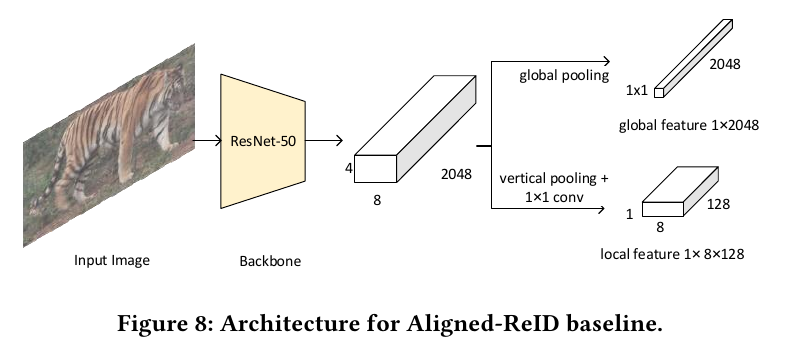 ResNet-50
4
8
2048
global pooling
1x1
2048
global feature 1×2048
vertical pooling +
1×1 conv
1
8
128
local feature 1× 8×128
Input Image
Backbone
Figure 8: Architecture for Aligned-ReID baseline.